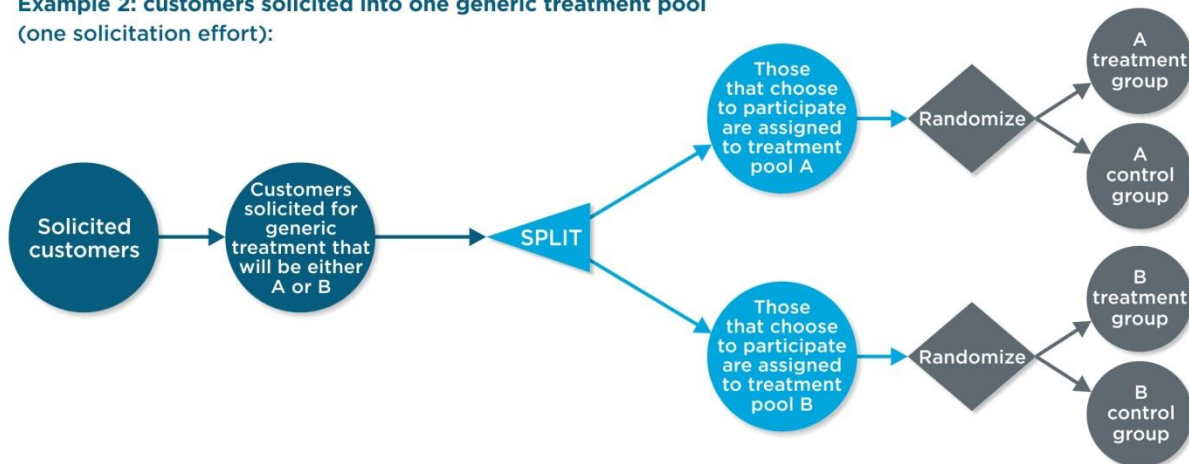 Example 2: customers solicited into one generic treatment pool
(one solicitation effort):
Solicited
customers
Customers
solicited for
generic
treatment that
will be either
A or B
SPLIT
Those
that choose
to participate
are assigned
to treatment
pool A
Randomize
A
treatment
group
A
control
group
Those
that choose
to participate
are assigned
to treatment
pool B
Randomize
B
treatment
group
B
control
group